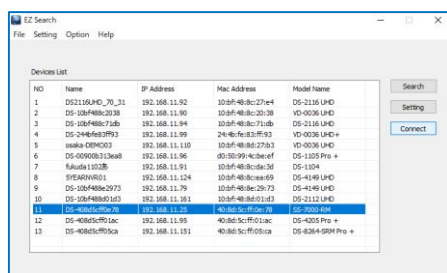 EZ Search
File Setting Option Help
Devices List
NO Name IP Address Mac Address Model Name
1 DS2116UHD_70_31 192.168.11.92 10:bf:48:8c:27:e4 DS-2116 UHD
2 DS-10bf488c2038 192.168.11.90 10:bf:48:8c:20:38 VD-0036 UHD
3 DS-10bf488c71db 192.168.11.94 10:bf:48:8c:71:db DS-2116 UHD
4 DS-244bfe83ff93 192.168.11.99 24:4b:fe:83:ff:93 VD-0036 UHD+
5 osaka-DEMO03 192.168.11.110 10:bf:48:8d:27:b3 VD-0036 UHD
6 DS-00900b313ea8 192.168.11.96 d0:50:99:4c:be:ef DS-1105 Pro +
7 fukuda1102あ 192.168.11.91 10:bf:48:8c:da:3d DS-1104
8 5YEARNVR01 192.168.11.124 10:bf:48:8c:ea:69 DS-4149 UHD
9 DS-10bf488e2973 192.168.11.79 10:bf:48:8e:29:73 DS-4149 UHD
10 DS-10bf488d01d3 192.168.11.161 10:bf:48:8d:01:d3 DS-2112 UHD
11 DS-408d5cff0e78 192.168.11.25 40:8d:5c:ff:0e:78 SS-7000-RM
12 DS-408d5cff01ac 192.168.11.95 40:8d:5c:ff:01:ac DS-4205 Pro +
13 DS-408d5cff05ca 192.168.11.151 40:8d:5c:ff:05:ca DS-8264-SRM Pro +
Search
Setting
Connect